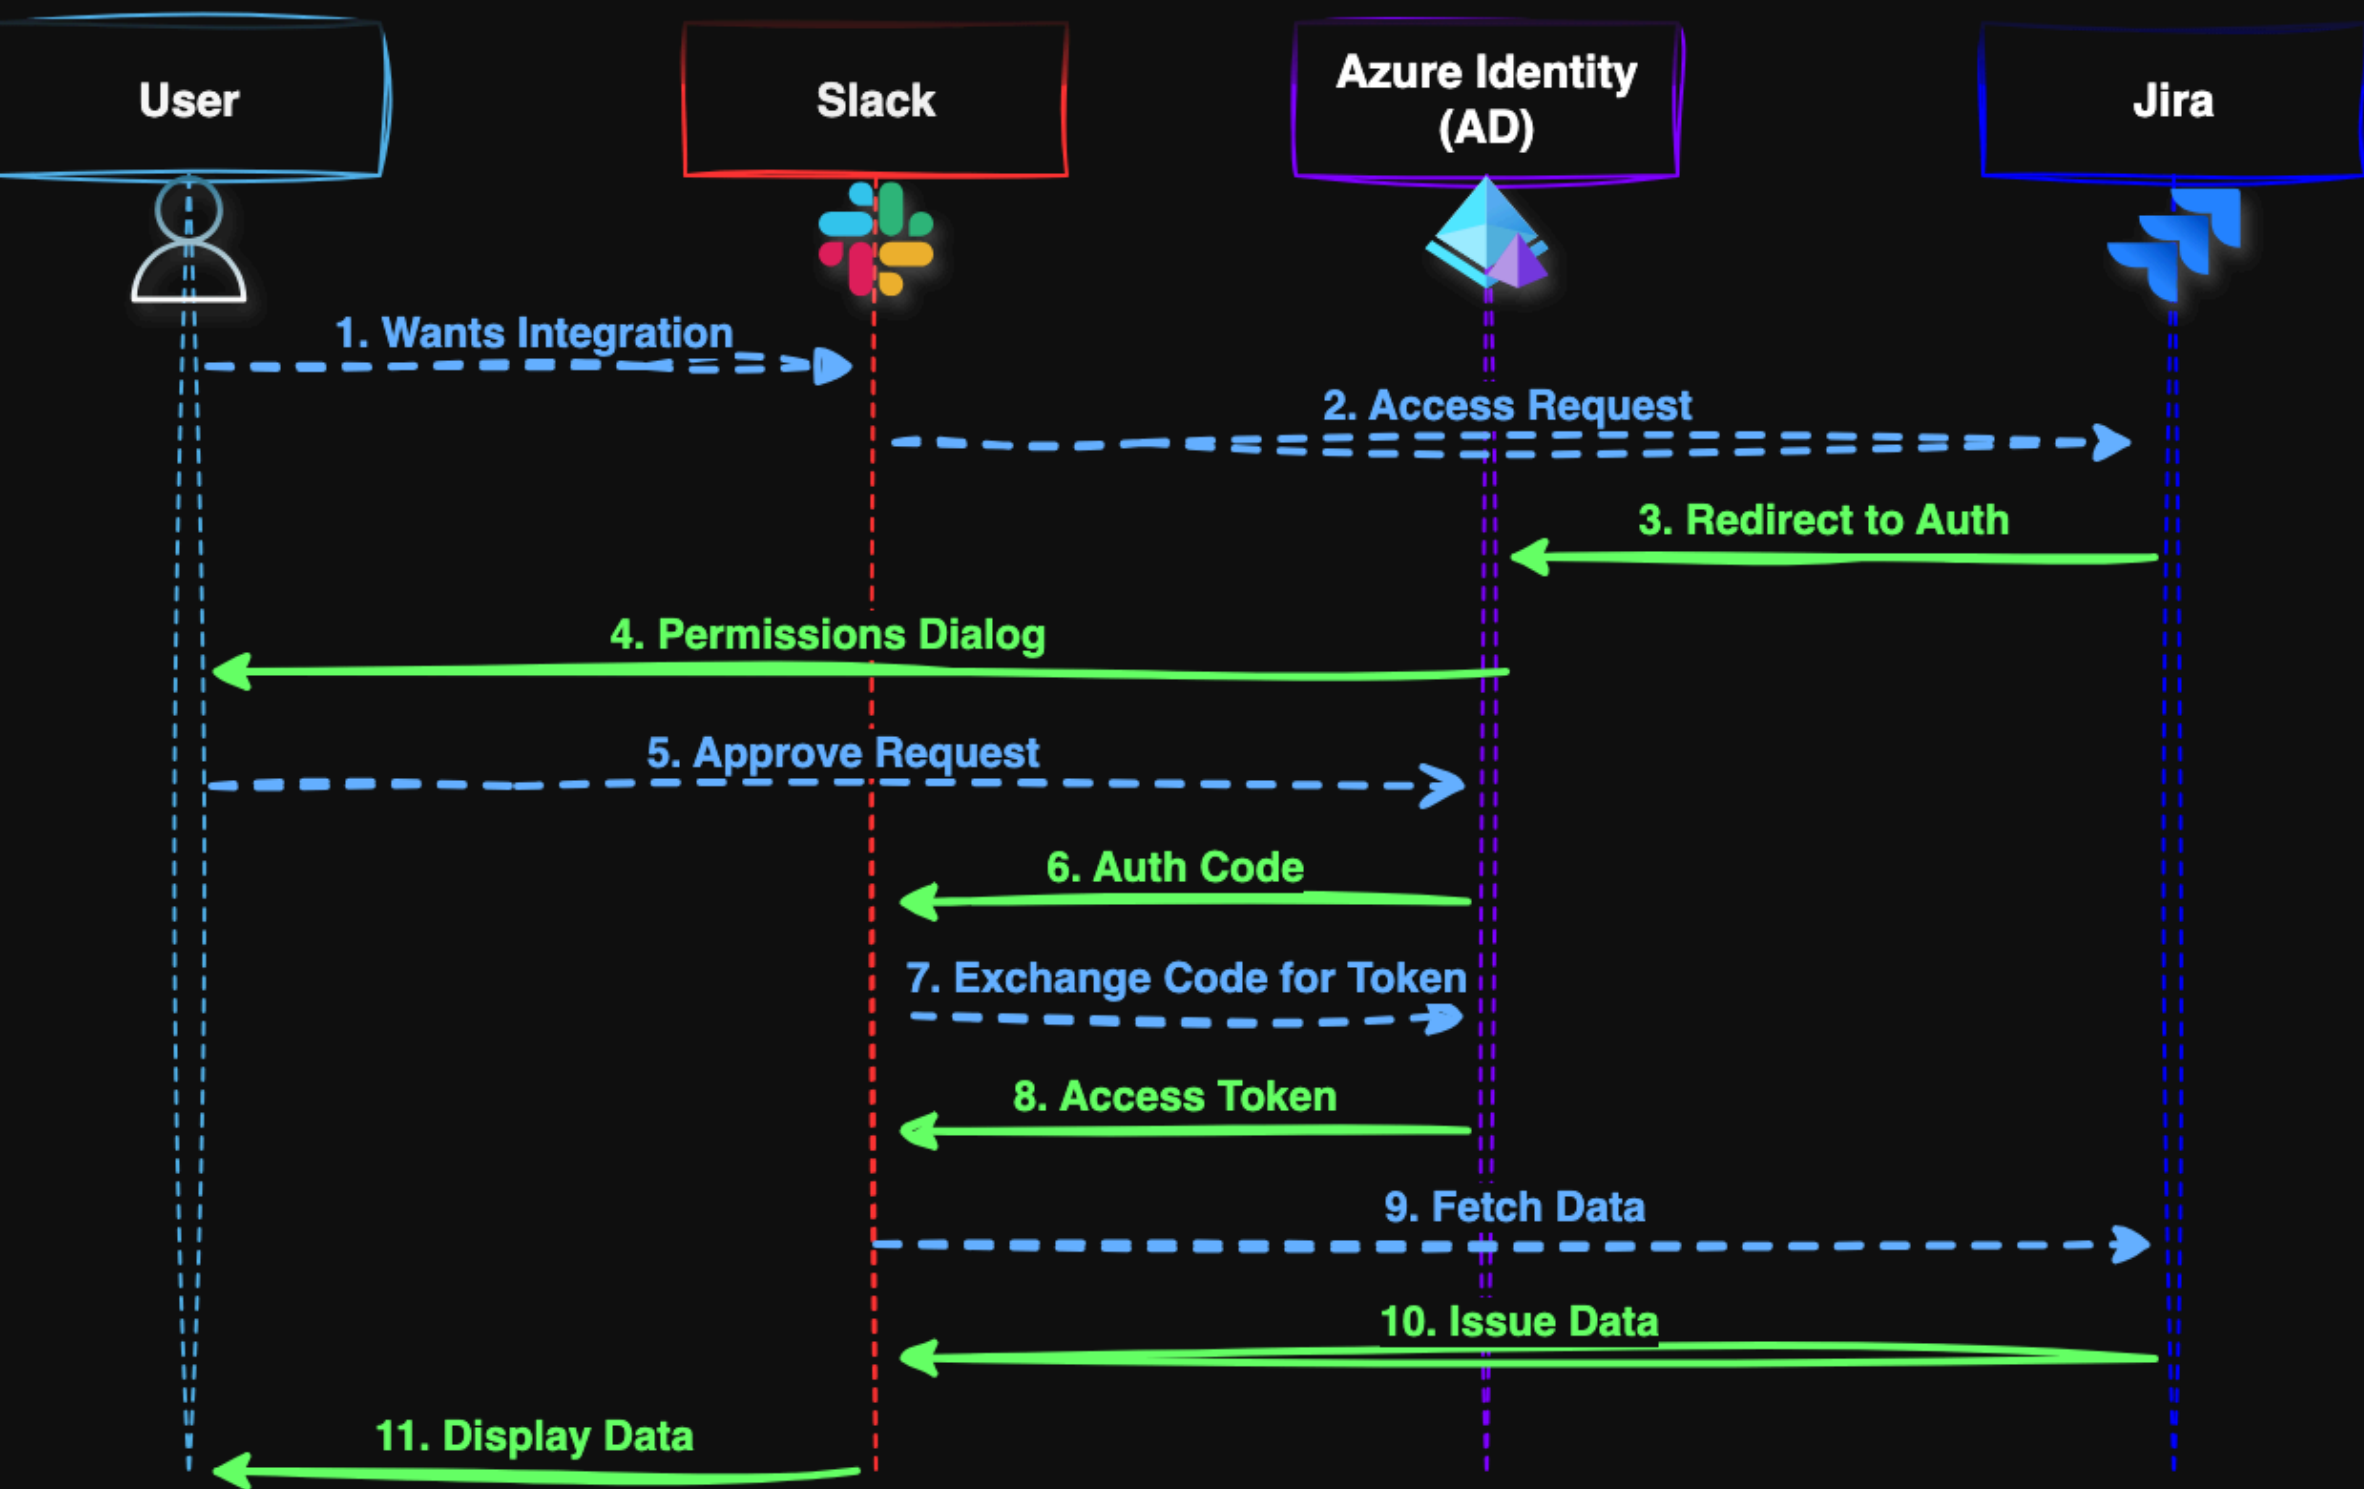 User
Slack
Azure Identity
(AD)
Jira
1. Wants Integration
2. Access Request
3. Redirect to Auth
4. Permissions Dialog
5. Approve Request
6. Auth Code
7. Exchange Code for Token
8. Access Token
9. Fetch Data
10. Issue Data
11. Display Data